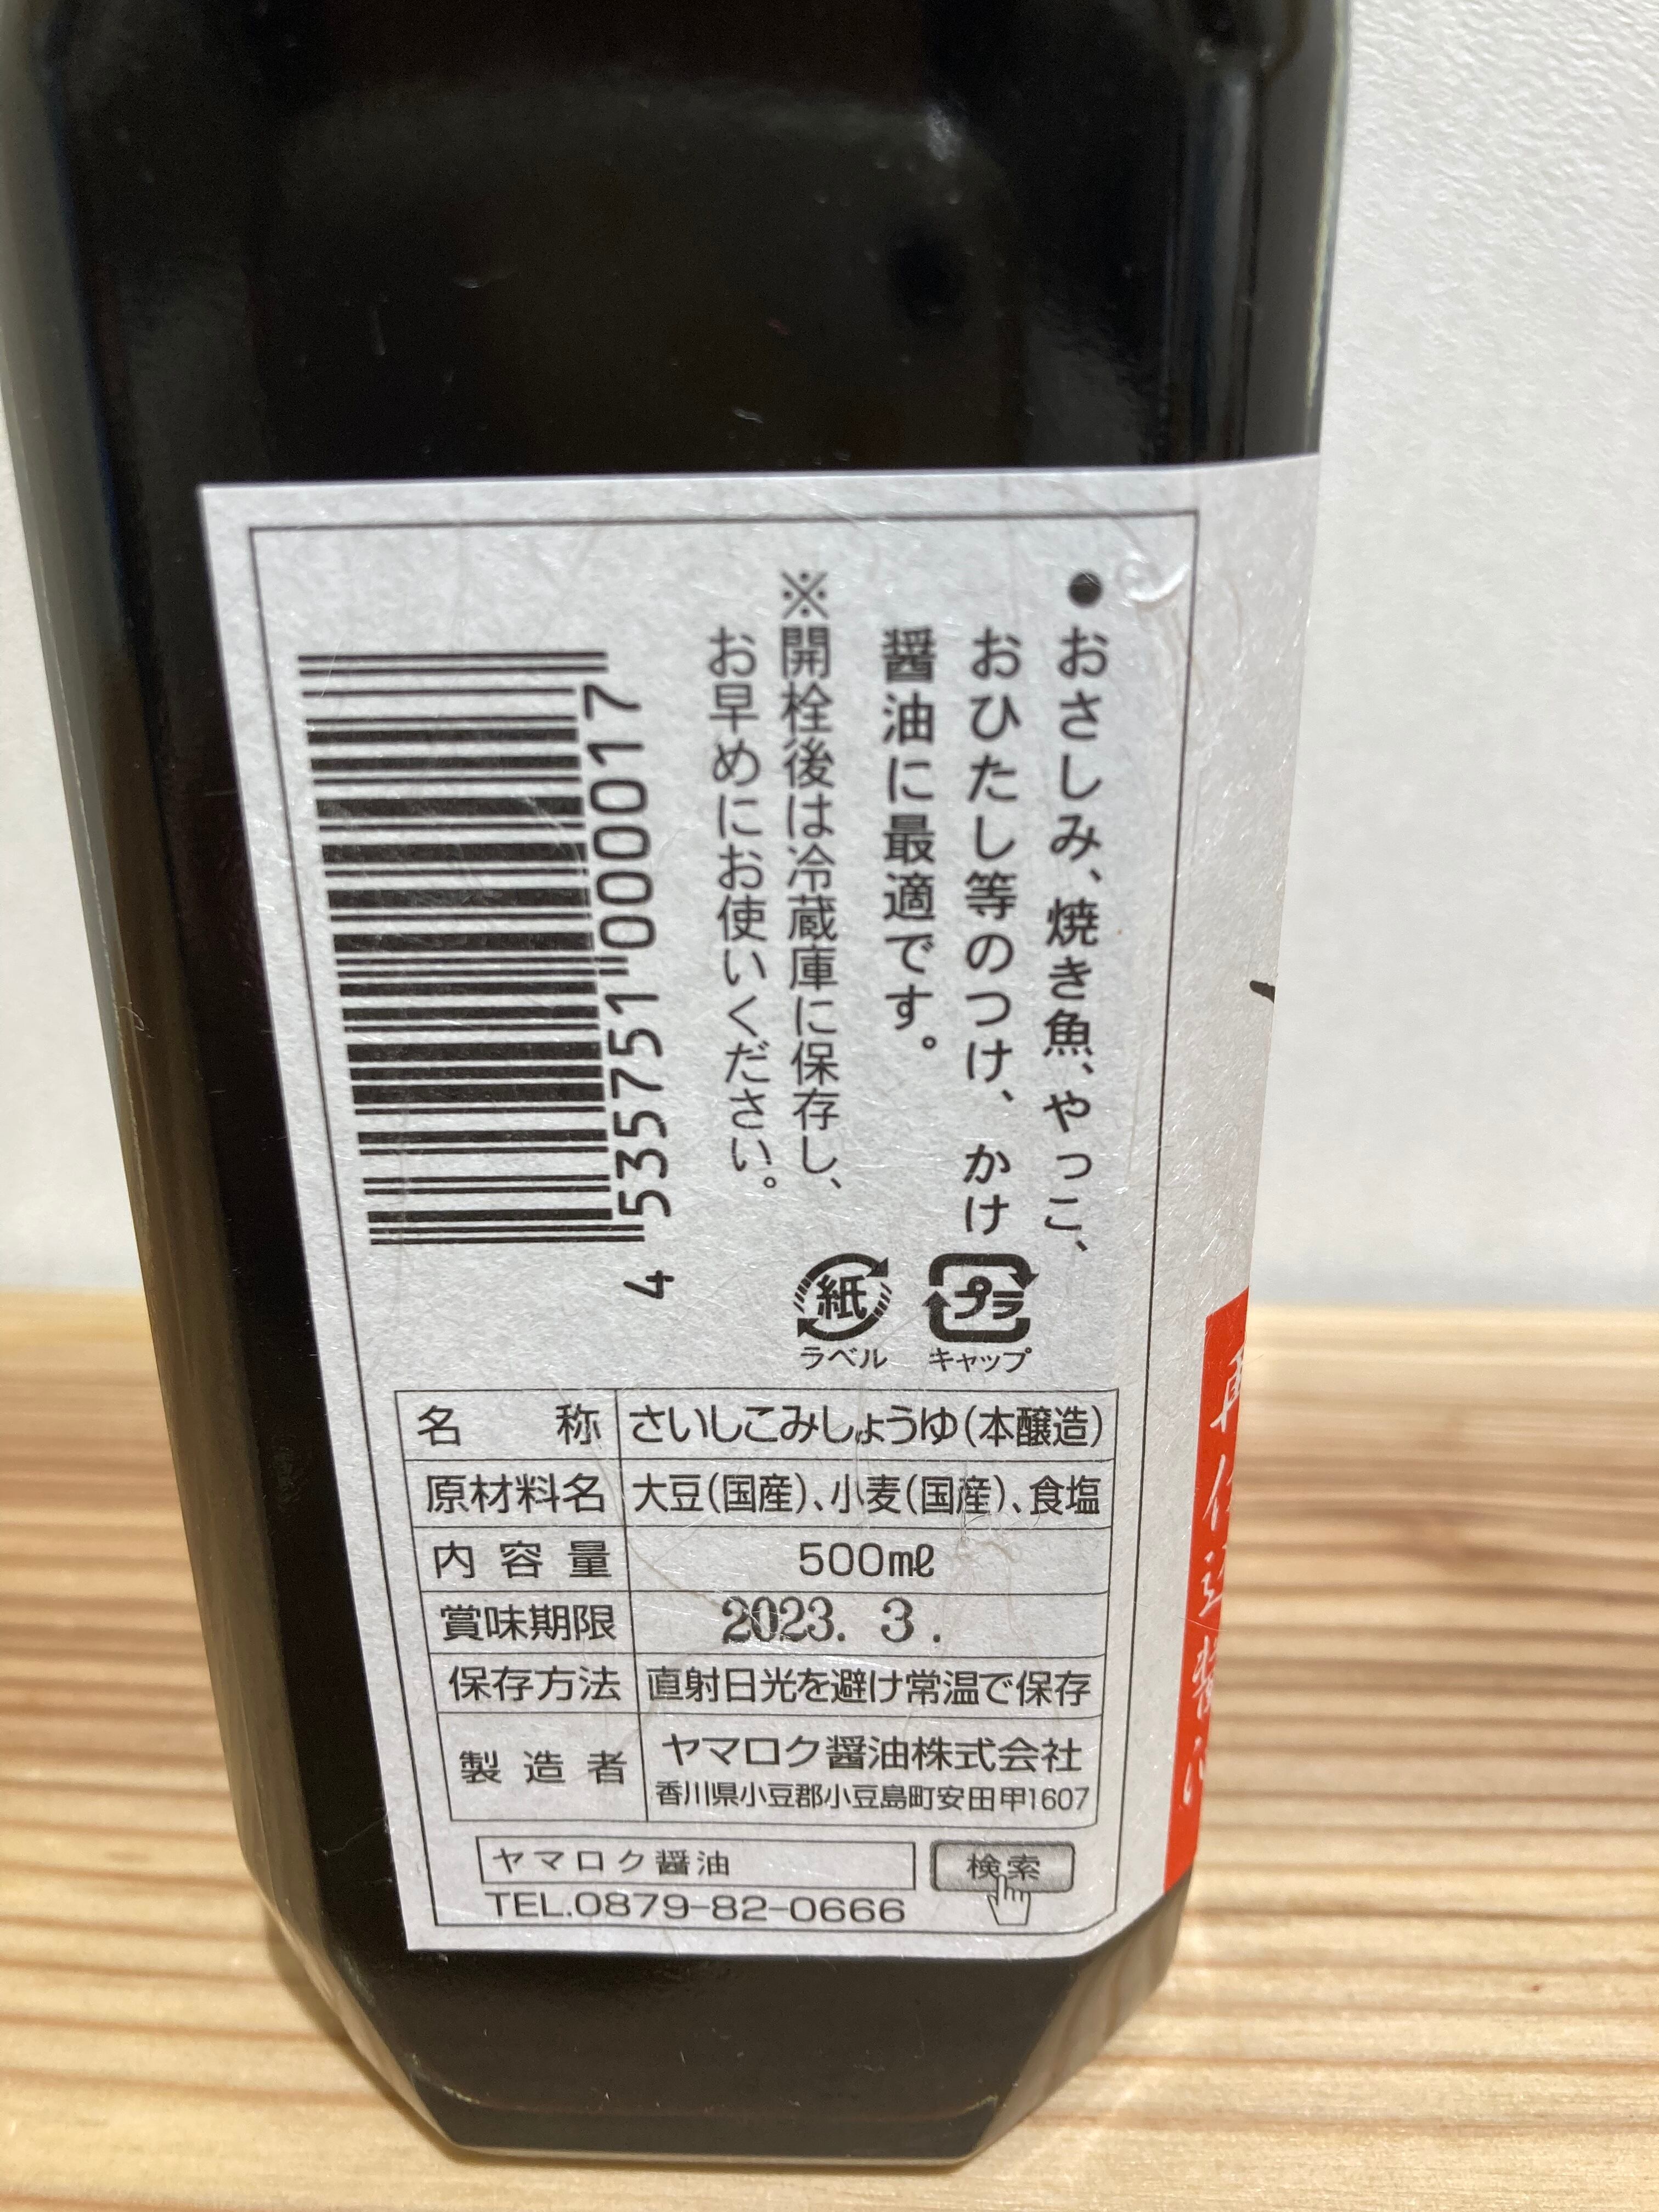 ●おさしみ、焼き魚、やっこ、
おひたし等のつけ、かけ
醤油に最適です。
※開栓後は冷蔵庫に保存し、
お早めにお使いください。
4 535751 000017
プラ
キャップ
紙
ラベル
名称 さいしこみしょうゆ(本醸造)
原材料名 大豆(国産)、小麦(国産)、食塩
内容量 500㎖
賞味期限 2023. 3.
保存方法 直射日光を避け常温で保存
製造者 ヤマロク醤油株式会社
香川県小豆郡小豆島町安田甲1607
ヤマロク醤油 検索
TEL.0879-82-0666